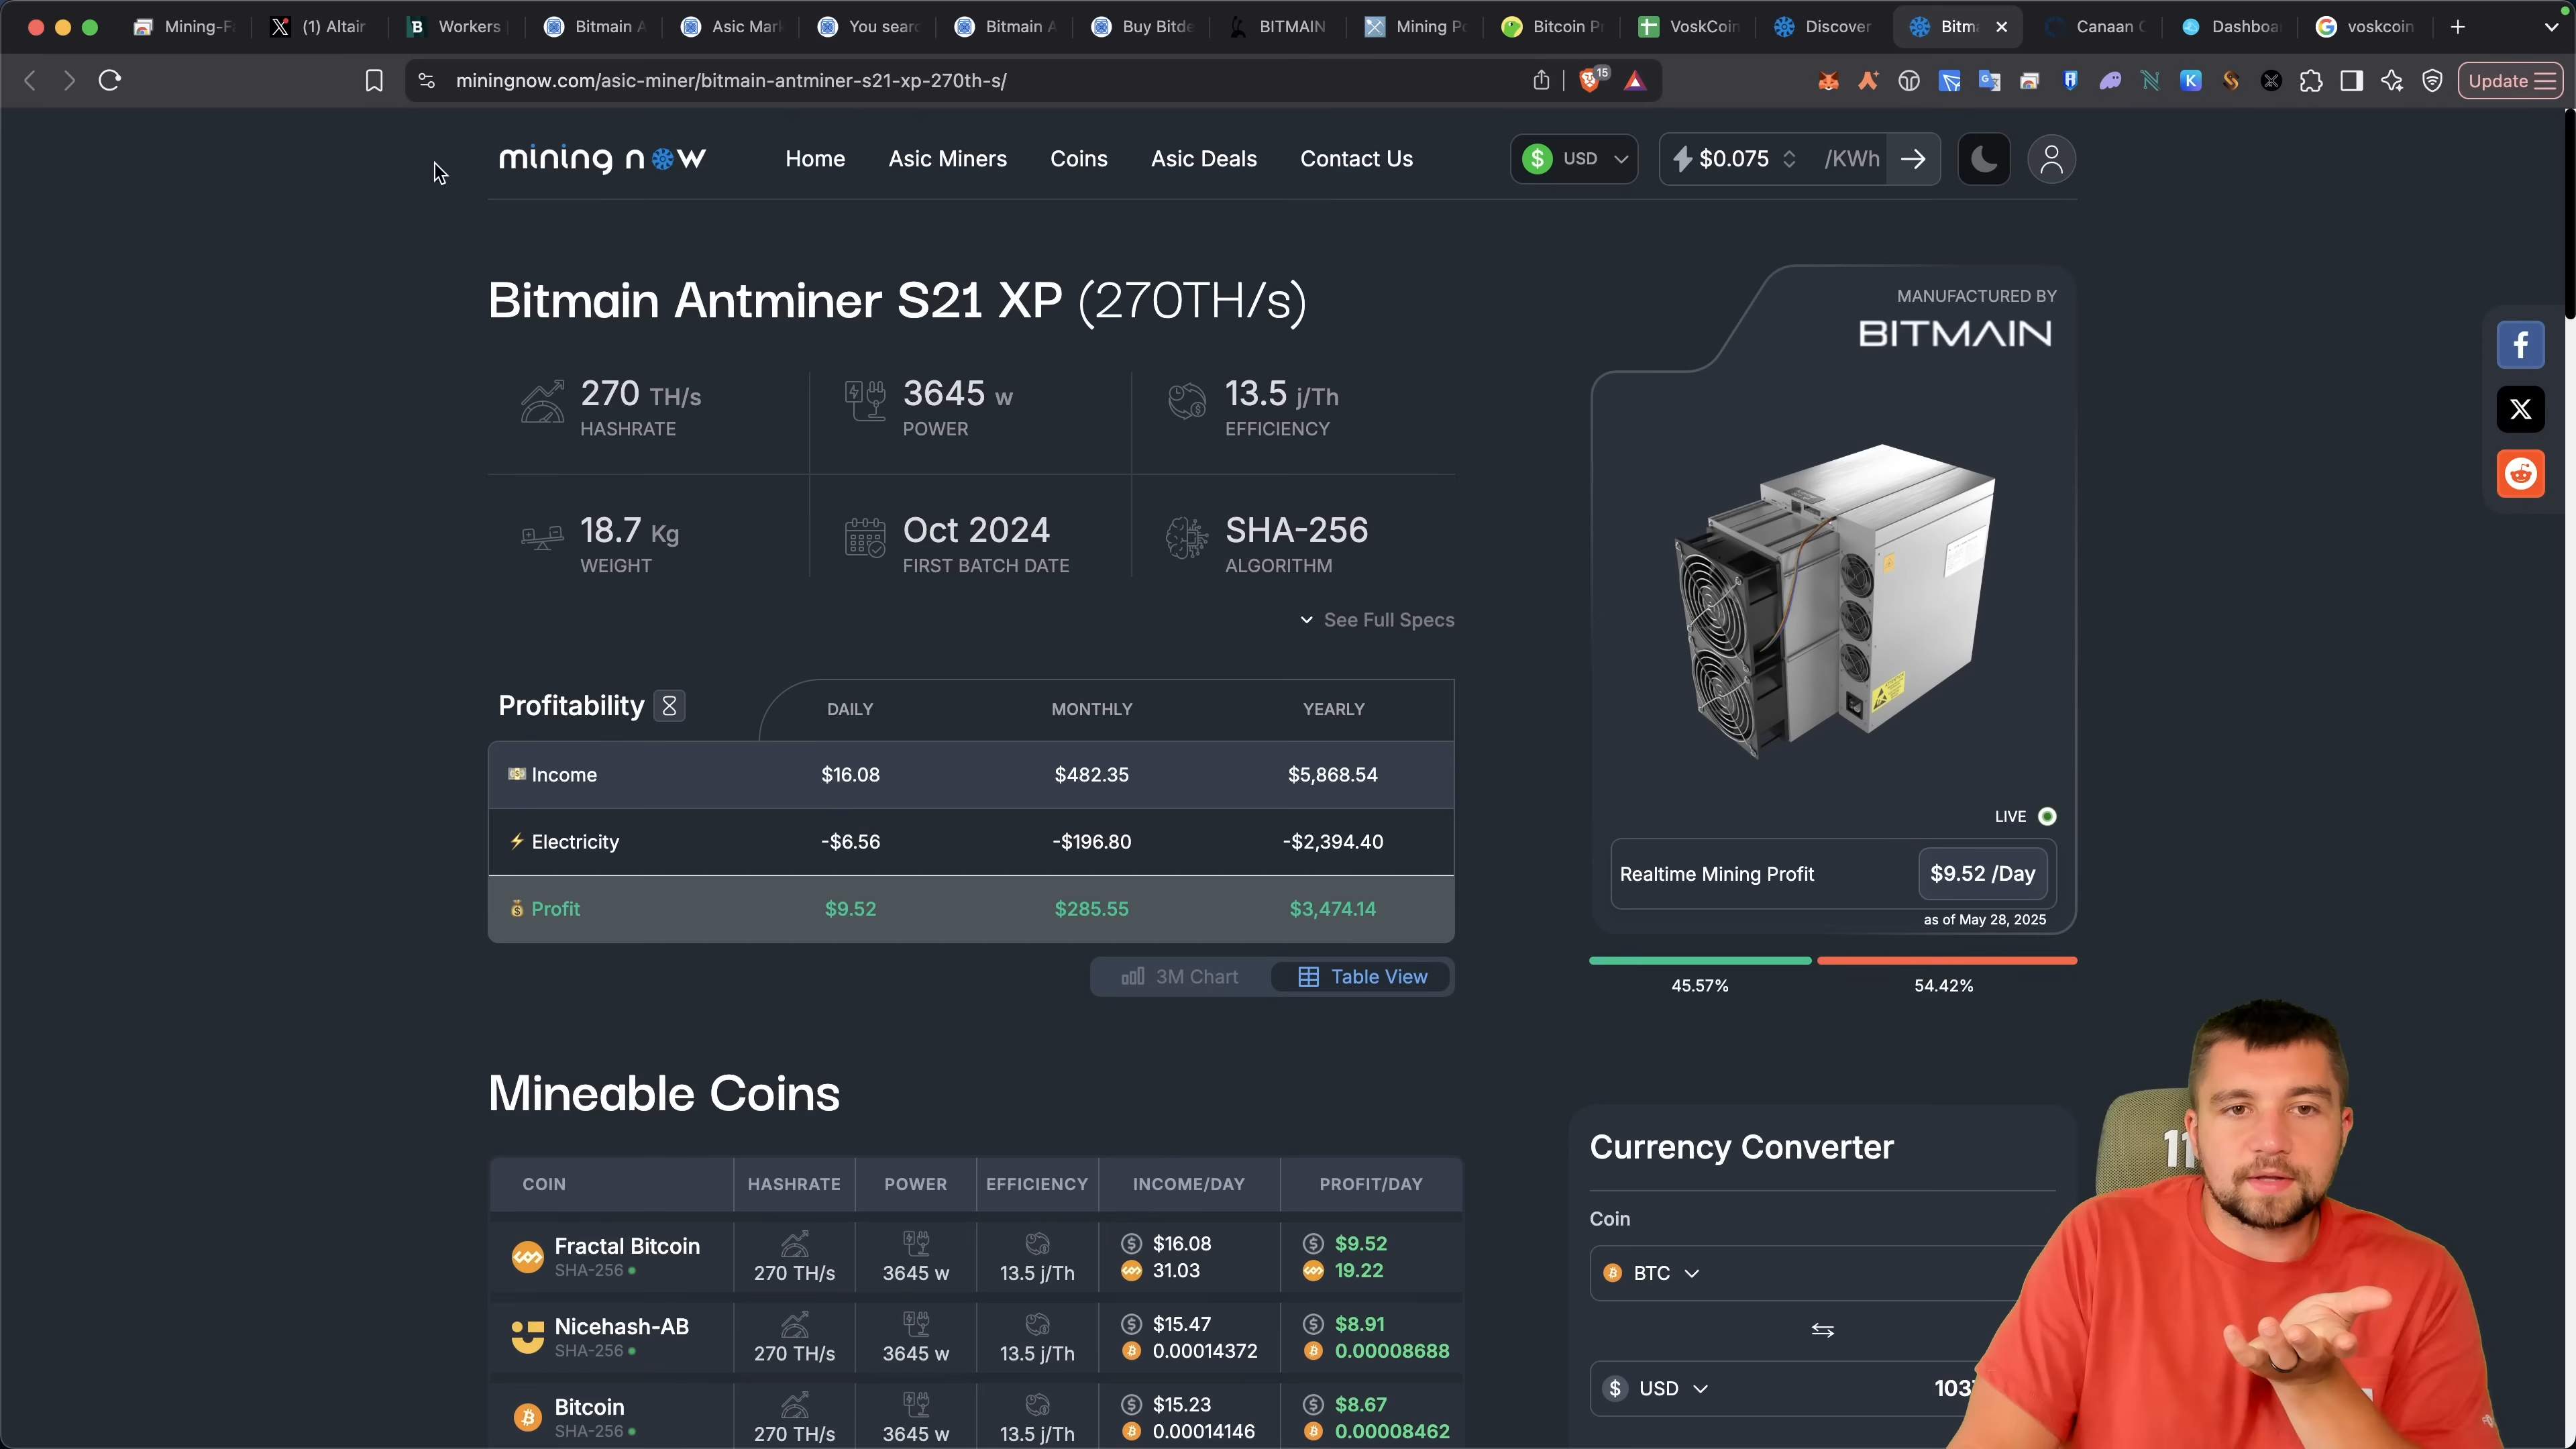 Mining-Fa
(1) Altair
Workers
Bitmain A
Asic Mar
You sear
Bitmain A
Buy Bitde
BITMAIN
Mining Po
Bitcoin Pr
VoskCoin
Discover
Bitma
Canaan
Dashboa
voskcoin
miningnow.com/asic-miner/bitmain-antminer-s21-xp-270th-s/
15
Update
mining now
Home
Asic Miners
Coins
Asic Deals
Contact Us
$ USD
$0.075 /KWh
Bitmain Antminer S21 XP (270TH/s)
270 TH/s
HASHRATE
3645 w
POWER
13.5 j/Th
EFFICIENCY
18.7 Kg
WEIGHT
Oct 2024
FIRST BATCH DATE
SHA-256
ALGORITHM
See Full Specs
MANUFACTURED BY
BITMAIN
LIVE
Realtime Mining Profit $9.52 /Day
as of May 28, 2025
45.57% 54.42%
Profitability DAILY MONTHLY YEARLY
Income $16.08 $482.35 $5,868.54
Electricity -$6.56 -$196.80 -$2,394.40
Profit $9.52 $285.55 $3,474.14
3M Chart Table View
Mineable Coins
COIN HASHRATE POWER EFFICIENCY INCOME/DAY PROFIT/DAY
Fractal Bitcoin $16.08 $9.52
SHA-256 270 TH/s 3645 w 13.5 j/Th 31.03 19.22
Nicehash-AB $15.47 $8.91
SHA-256 270 TH/s 3645 w 13.5 j/Th 0.00014372 0.00008688
Bitcoin $15.23 $8.67
SHA-256 270 TH/s 3645 w 13.5 j/Th 0.00014146 0.00008462
Currency Converter
Coin
BTC
$ USD 103
11